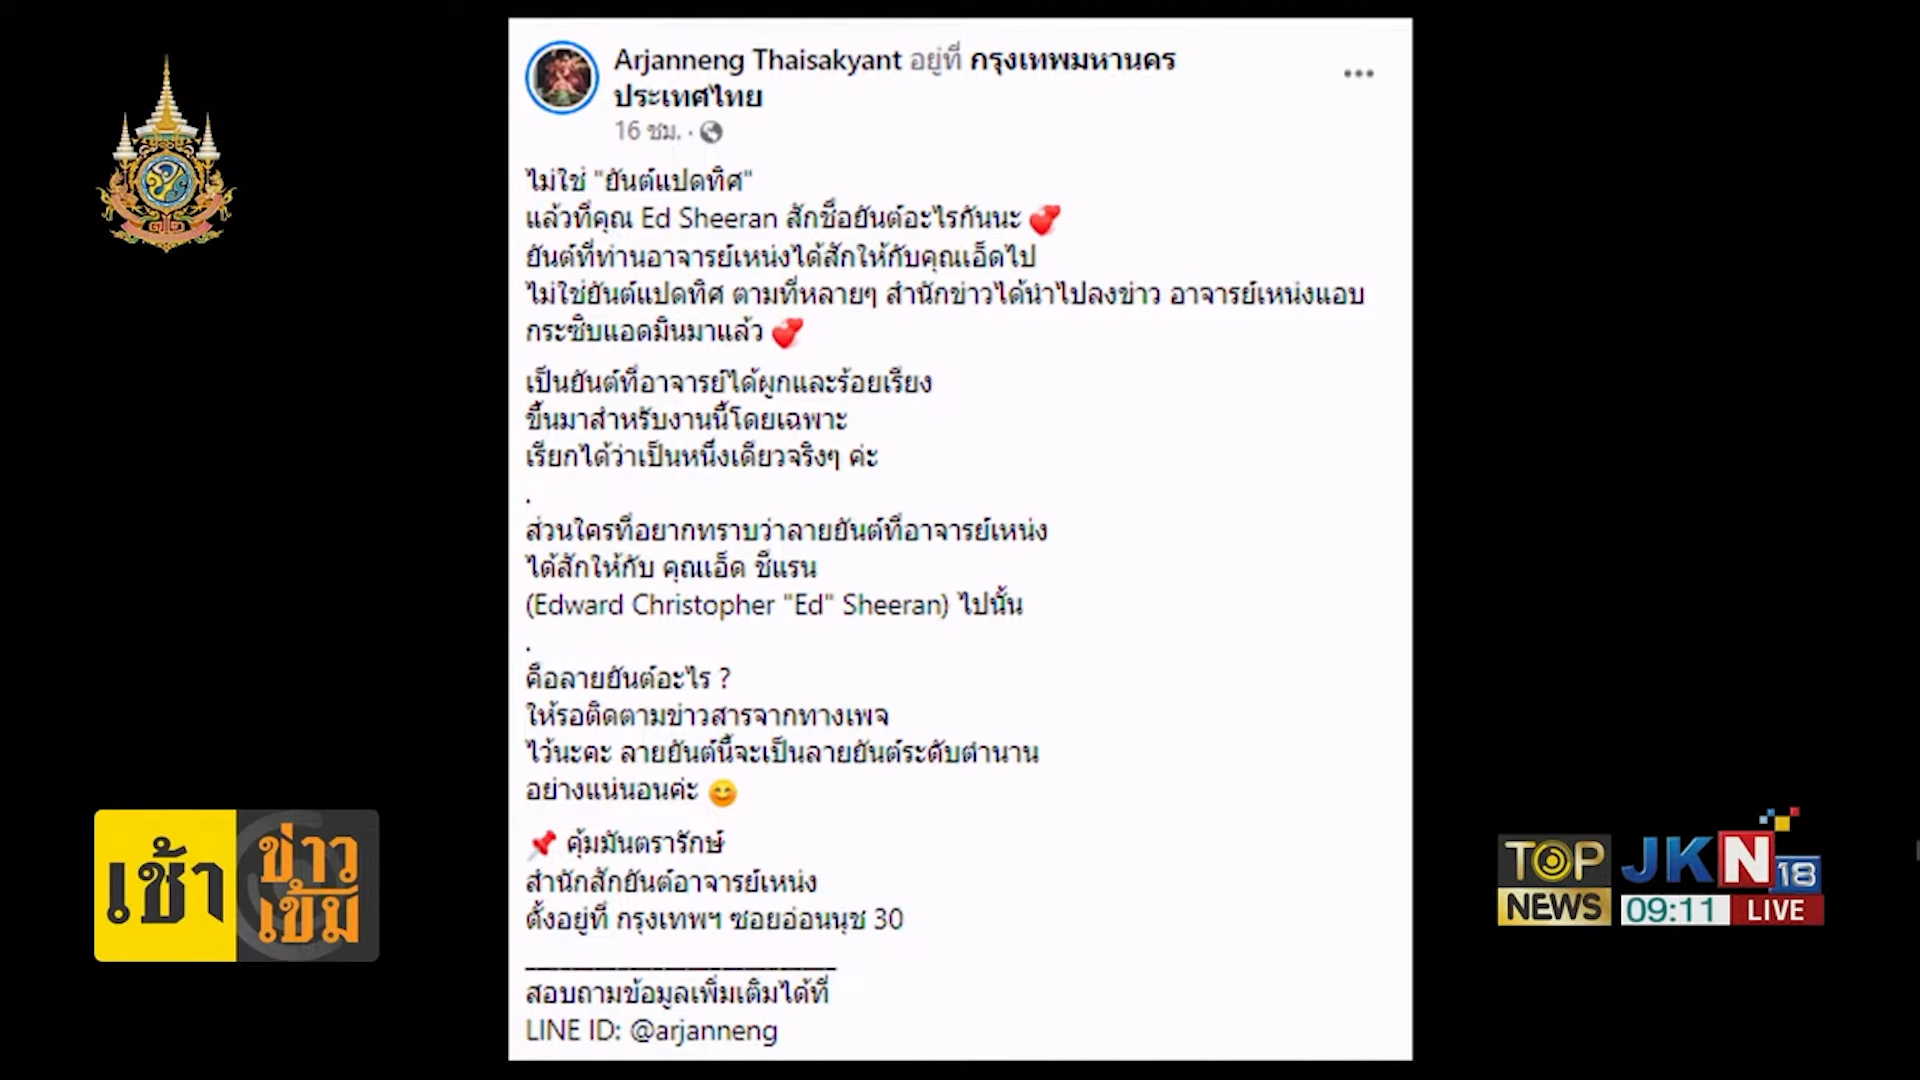 Arjanneng Thaisakyant อยู่ที่ กรุงเทพมหานคร
ประเทศไทย
16 ชม. ·
ไม่ใช่ "ยันต์แปดทิศ"
แล้วที่คุณ Ed Sheeran สักชื่อยันต์อะไรกันนะ 💕
ยันต์ที่ท่านอาจารย์เหน่งได้สักให้กับคุณเอ็ดไป
ไม่ใช่ยันต์แปดทิศ ตามที่หลายๆ สำนักข่าวได้นำไปลงข่าว อาจารย์เหน่งแอบ
กระซิบแอดมินมาแล้ว 💕
เป็นยันต์ที่อาจารย์ได้ผูกและร้อยเรียง
ขึ้นมาสำหรับงานนี้โดยเฉพาะ
เรียกได้ว่าเป็นหนึ่งเดียวจริงๆ ค่ะ
.
ส่วนใครที่อยากทราบว่าลายยันต์ที่อาจารย์เหน่ง
ได้สักให้กับ คุณเอ็ด ชีแรน
(Edward Christopher "Ed" Sheeran) ไปนั้น
.
คือลายยันต์อะไร ?
ให้รอติดตามข่าวสารจากทางเพจ
ไว้นะคะ ลายยันต์นี้จะเป็นลายยันต์ระดับตำนาน
อย่างแน่นอนค่ะ 😊
📌 คุ้มมันตรารักษ์
สำนักสักยันต์อาจารย์เหน่ง
ตั้งอยู่ที่ กรุงเทพฯ ซอยอ่อนนุช 30
สอบถามข้อมูลเพิ่มเติมได้ที่
LINE ID: @arjanneng
เช้า ข่าว
เข้ม
TOP NEWS
JKN 18
09:11 LIVE
๗๒